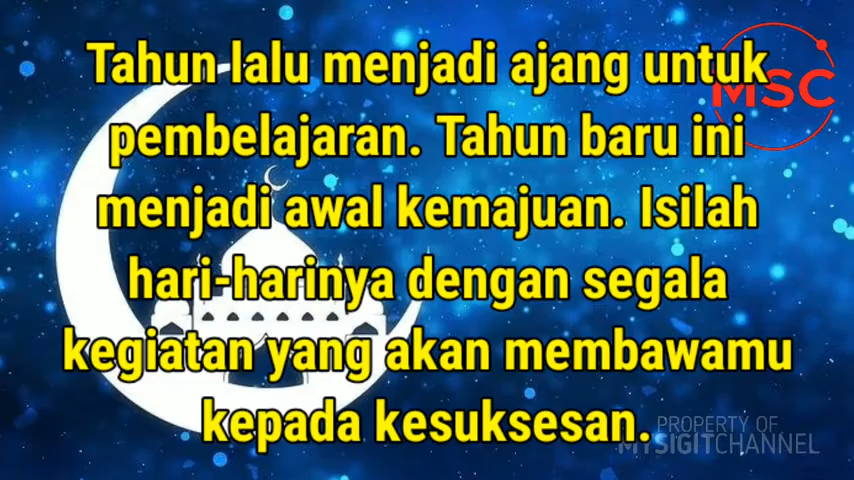 Tahun lalu menjadi ajang untuk
MSC
pembelajaran. Tahun baru ini
menjadi awal kemajuan. Isilah
hari-harinya dengan segala
kegiatan yang akan membawamu
kepada kesuksesan.
PROPERTY OF
MYSIGITCHANNEL